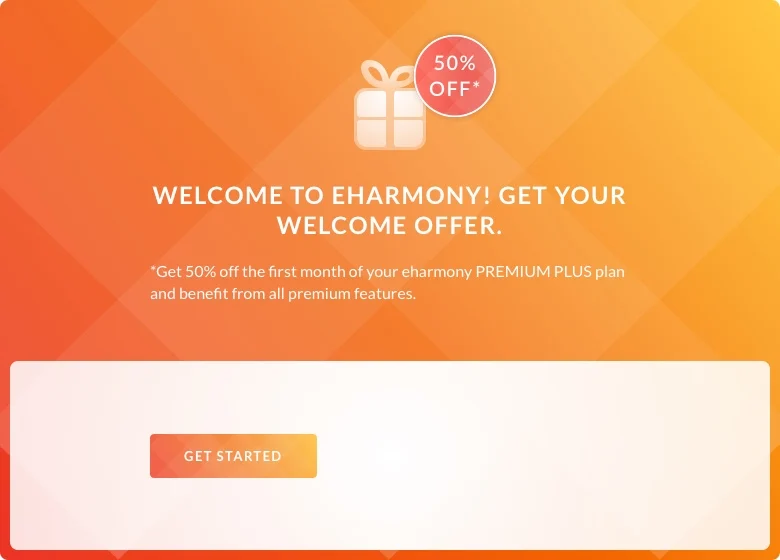 50%
OFF*
WELCOME TO EHARMONY! GET YOUR
WELCOME OFFER.
*Get 50% off the first month of your eharmony PREMIUM PLUS plan
and benefit from all premium features.
GET STARTED